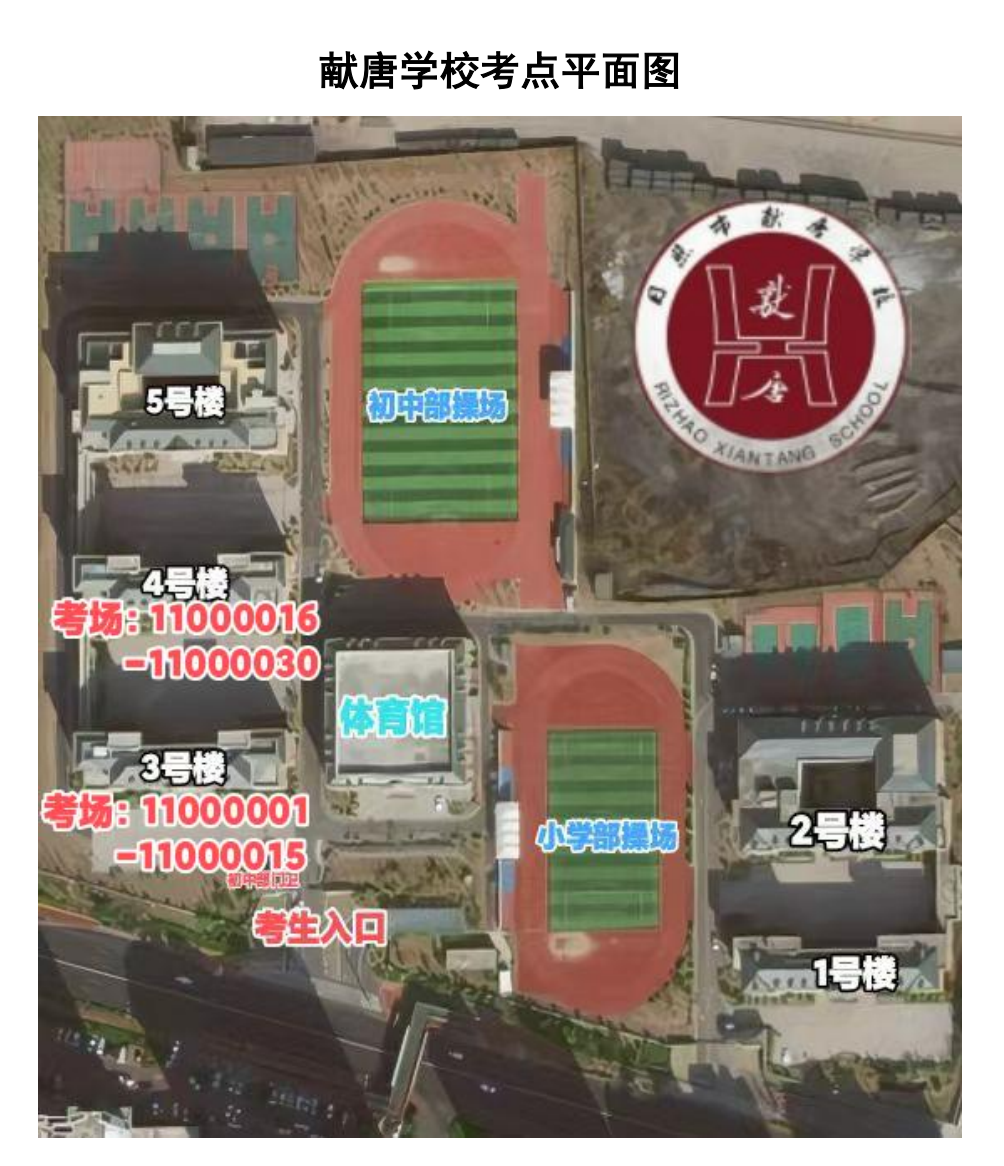 献唐学校考点平面图
日照市献唐学校
献
唐
RIZHAO XIANTANG SCHOOL
5号楼
初中部操场
4号楼
考场：11000016
-11000030
体育馆
3号楼
考场：11000001
-11000015
初中部门卫
考生入口
小学部操场
2号楼
1号楼